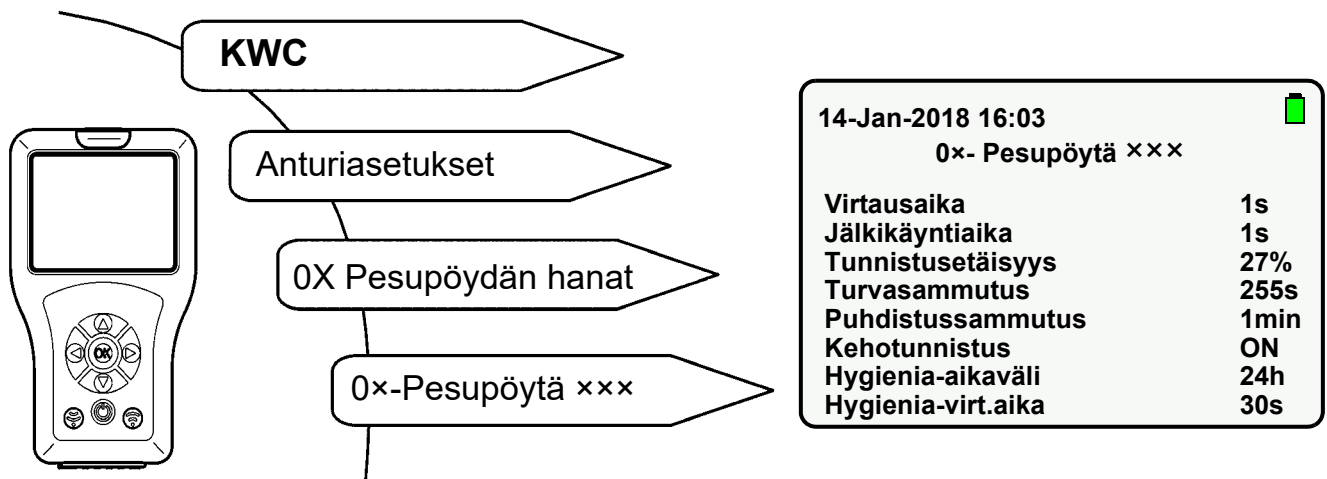 KWC
Anturiasetukset
0X Pesupöydän hanat
0×-Pesupöytä ×××
OK
14-Jan-2018 16:03
0×- Pesupöytä ×××
Virtausaika 1s
Jälkikäyntiaika 1s
Tunnistusetäisyys 27%
Turvasammutus 255s
Puhdistussammutus 1min
Kehotunnistus ON
Hygienia-aikaväli 24h
Hygienia-virt.aika 30s